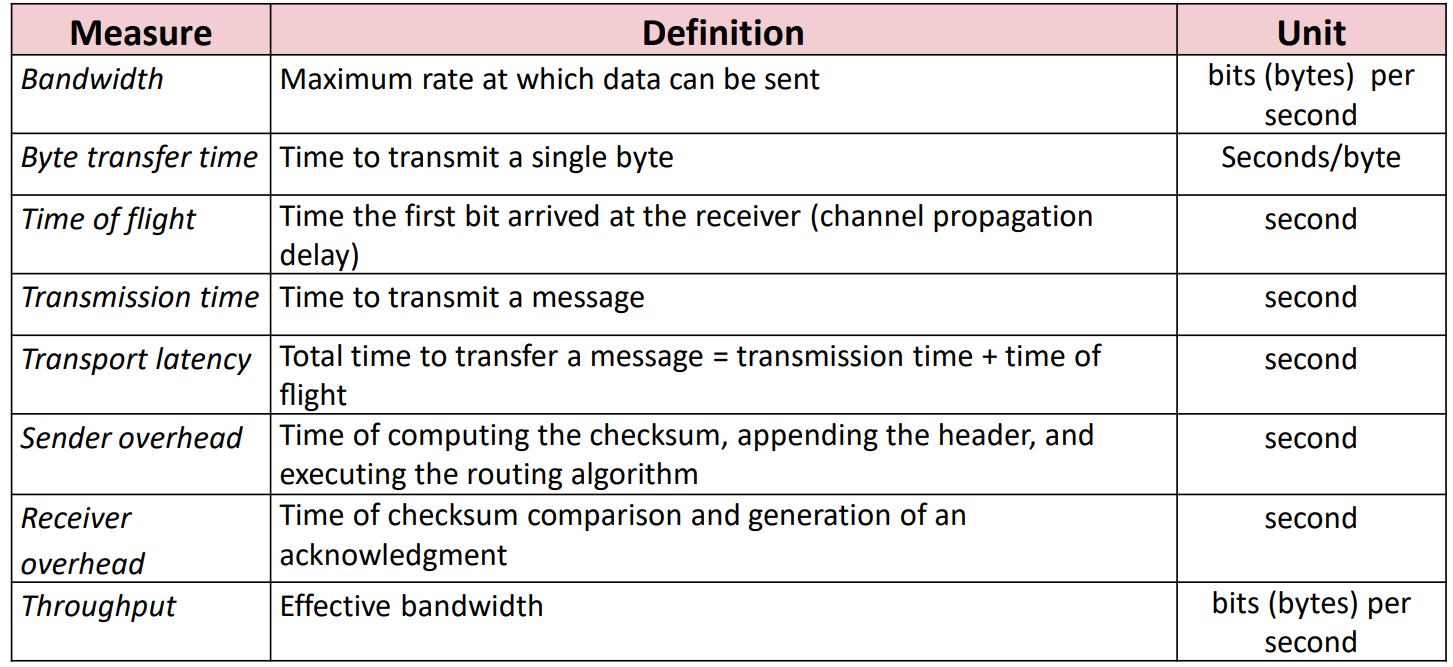 Measure Definition Unit
Bandwidth Maximum rate at which data can be sent bits (bytes) per
second
Byte transfer time Time to transmit a single byte Seconds/byte
Time of flight Time the first bit arrived at the receiver (channel propagation second
delay)
Transmission time Time to transmit a message second
Transport latency Total time to transfer a message = transmission time + time of second
flight
Sender overhead Time of computing the checksum, appending the header, and second
executing the routing algorithm
Receiver Time of checksum comparison and generation of an second
overhead acknowledgment
Throughput Effective bandwidth bits (bytes) per
second